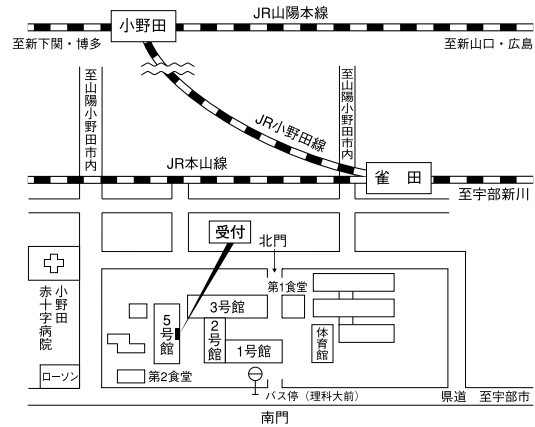 JR山陽本線
小野田
至新下関・博多
至新山口・広島
至山陽小野田市内
至山陽小野田市内
JR小野田線
JR本山線
雀 田
至宇部新川
受付
北門
第1食堂
小野田
赤十字病院
5号館
3号館
2号館
1号館
体育館
ローソン
第2食堂
バス停（理科大前）
県道 至宇部市
南門